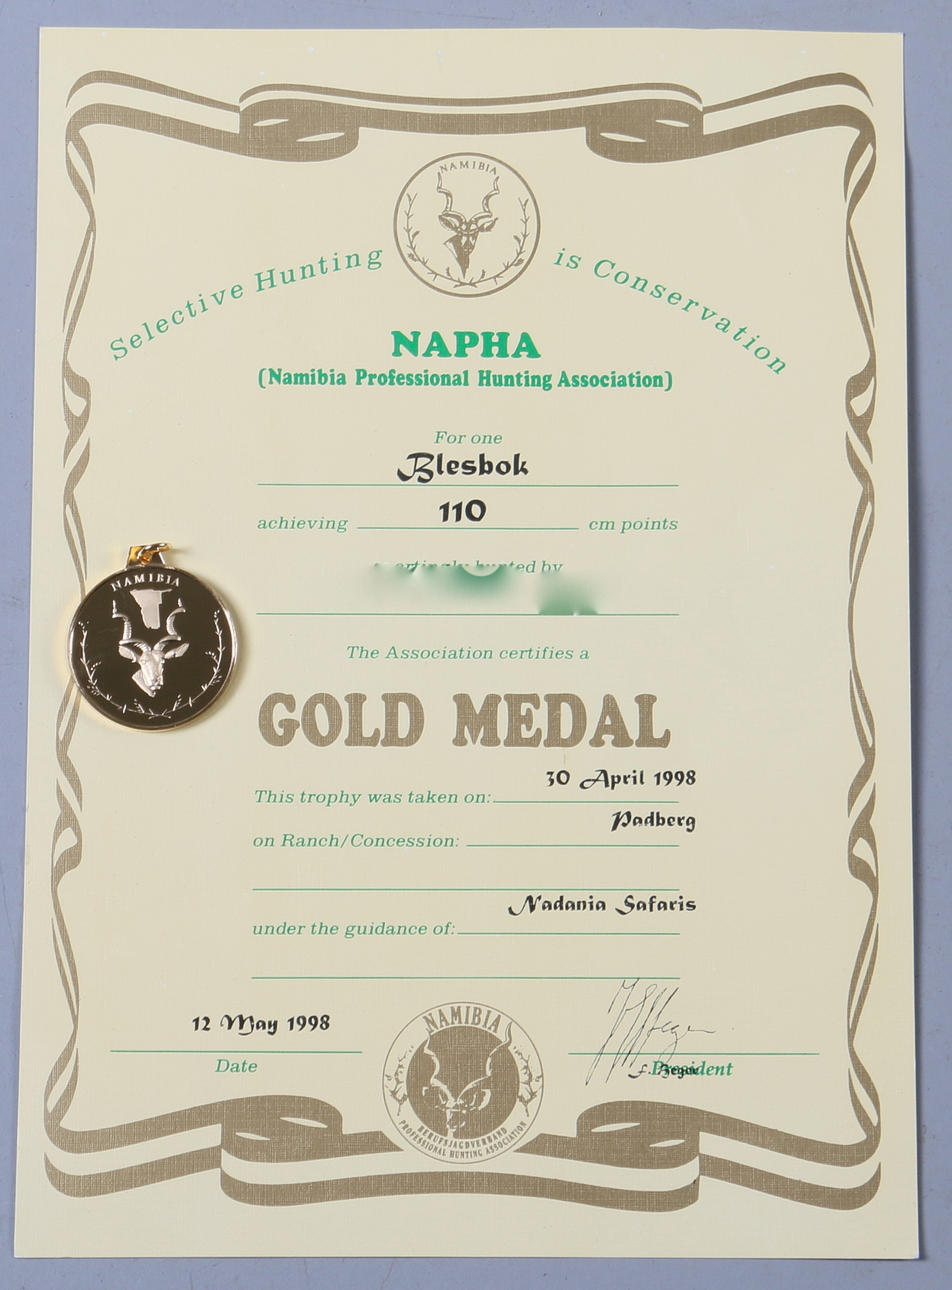 NAMIBIA
Selective Hunting is Conservation
NAPHA
(Namibia Professional Hunting Association)
For one
Blesbok
achieving 110 cm points
by
The Association certifies a
GOLD MEDAL
NAMIBIA
30 April 1998
This trophy was taken on:
Padberg
on Ranch/Concession:
Nadania Safaris
under the guidance of:
12 May 1998
Date
President
NAMIBIA
BERUFSJAGDVERBAND
PROFESSIONAL HUNTING ASSOCIATION